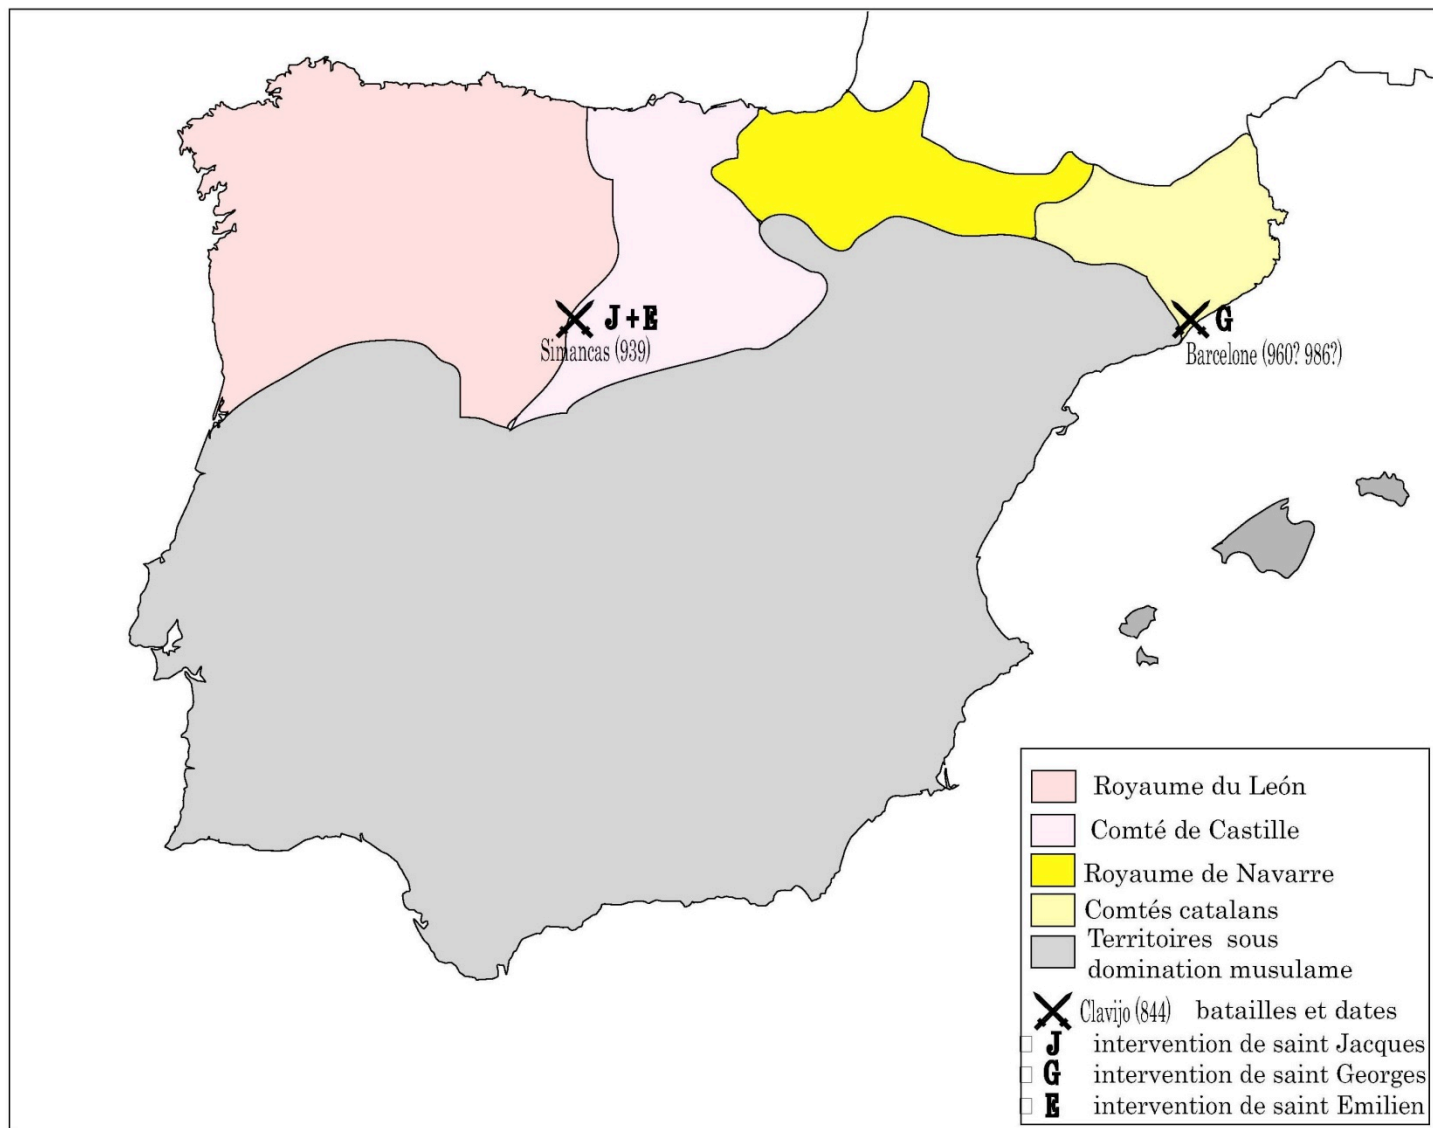 J + E
Simancas (939)
G
Barcelone (960? 986?)
Royaume du León
Comté de Castille
Royaume de Navarre
Comtés catalans
Territoires sous
domination musulame
Clavijo (844) batailles et dates
J intervention de saint Jacques
G intervention de saint Georges
E intervention de saint Emilien